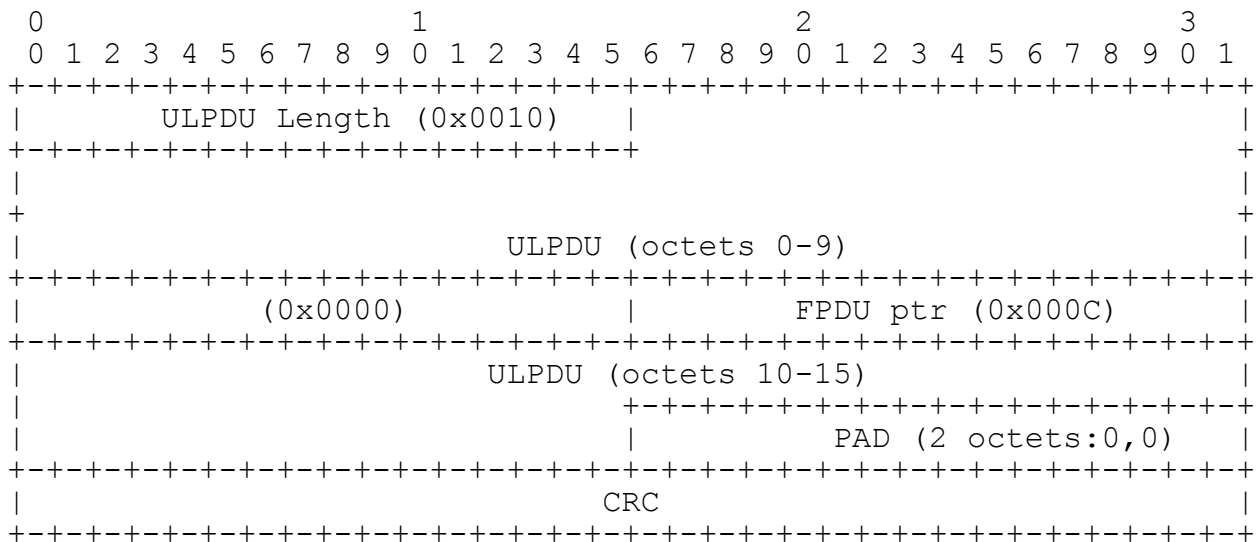 0                   1                   2                   3
 0 1 2 3 4 5 6 7 8 9 0 1 2 3 4 5 6 7 8 9 0 1 2 3 4 5 6 7 8 9 0 1
+-+-+-+-+-+-+-+-+-+-+-+-+-+-+-+-+-+-+-+-+-+-+-+-+-+-+-+-+-+-+-+-+
|       ULPDU Length (0x0010)   |                               |
+-+-+-+-+-+-+-+-+-+-+-+-+-+-+-+-+                               +
|                                                               |
+                                                               +
|                         ULPDU (octets 0-9)                    |
+-+-+-+-+-+-+-+-+-+-+-+-+-+-+-+-+-+-+-+-+-+-+-+-+-+-+-+-+-+-+-+-+
|            (0x0000)           |        FPDU ptr (0x000C)      |
+-+-+-+-+-+-+-+-+-+-+-+-+-+-+-+-+-+-+-+-+-+-+-+-+-+-+-+-+-+-+-+-+
|                        ULPDU (octets 10-15)                   |
|                               +-+-+-+-+-+-+-+-+-+-+-+-+-+-+-+-+
|                               |          PAD (2 octets:0,0)   |
+-+-+-+-+-+-+-+-+-+-+-+-+-+-+-+-+-+-+-+-+-+-+-+-+-+-+-+-+-+-+-+-+
|                              CRC                              |
+-+-+-+-+-+-+-+-+-+-+-+-+-+-+-+-+-+-+-+-+-+-+-+-+-+-+-+-+-+-+-+-+